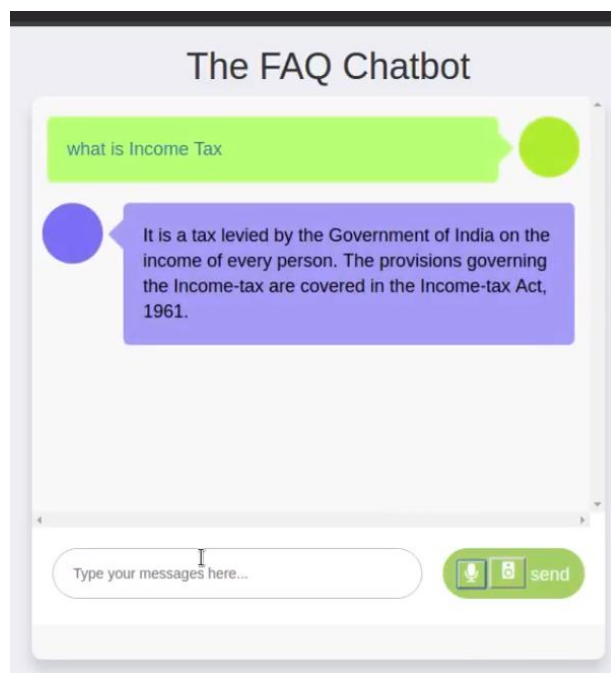 The FAQ Chatbot
what is Income Tax
It is a tax levied by the Government of India on the
income of every person. The provisions governing
the Income-tax are covered in the Income-tax Act,
1961.
Type your messages here...
send